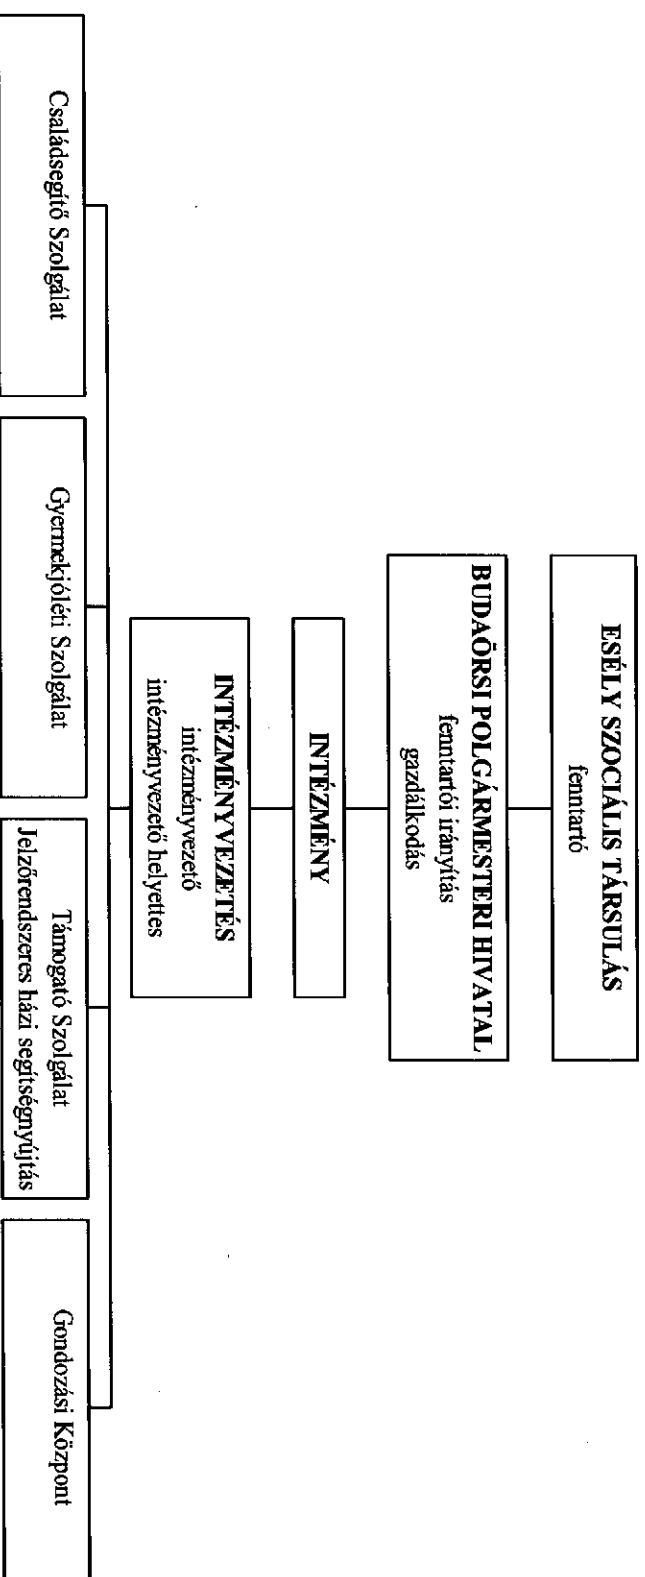 ESÉLY SZOCIÁLIS TÁRSULÁS
fenntartó
BUDAÖRSI POLGÁRMESTERI HIVATAL
fenntartói irányítás
gazdálkodás
INTÉZMÉNY
INTÉZMÉNYVEZETÉS
intézményvezető
intézményvezető helyettes
Családsegítő Szolgálat
Gyermekjóléti Szolgálat
Támogató Szolgálat
Jelzőrendszeres házi segítségnyújtás
Gondozási Központ